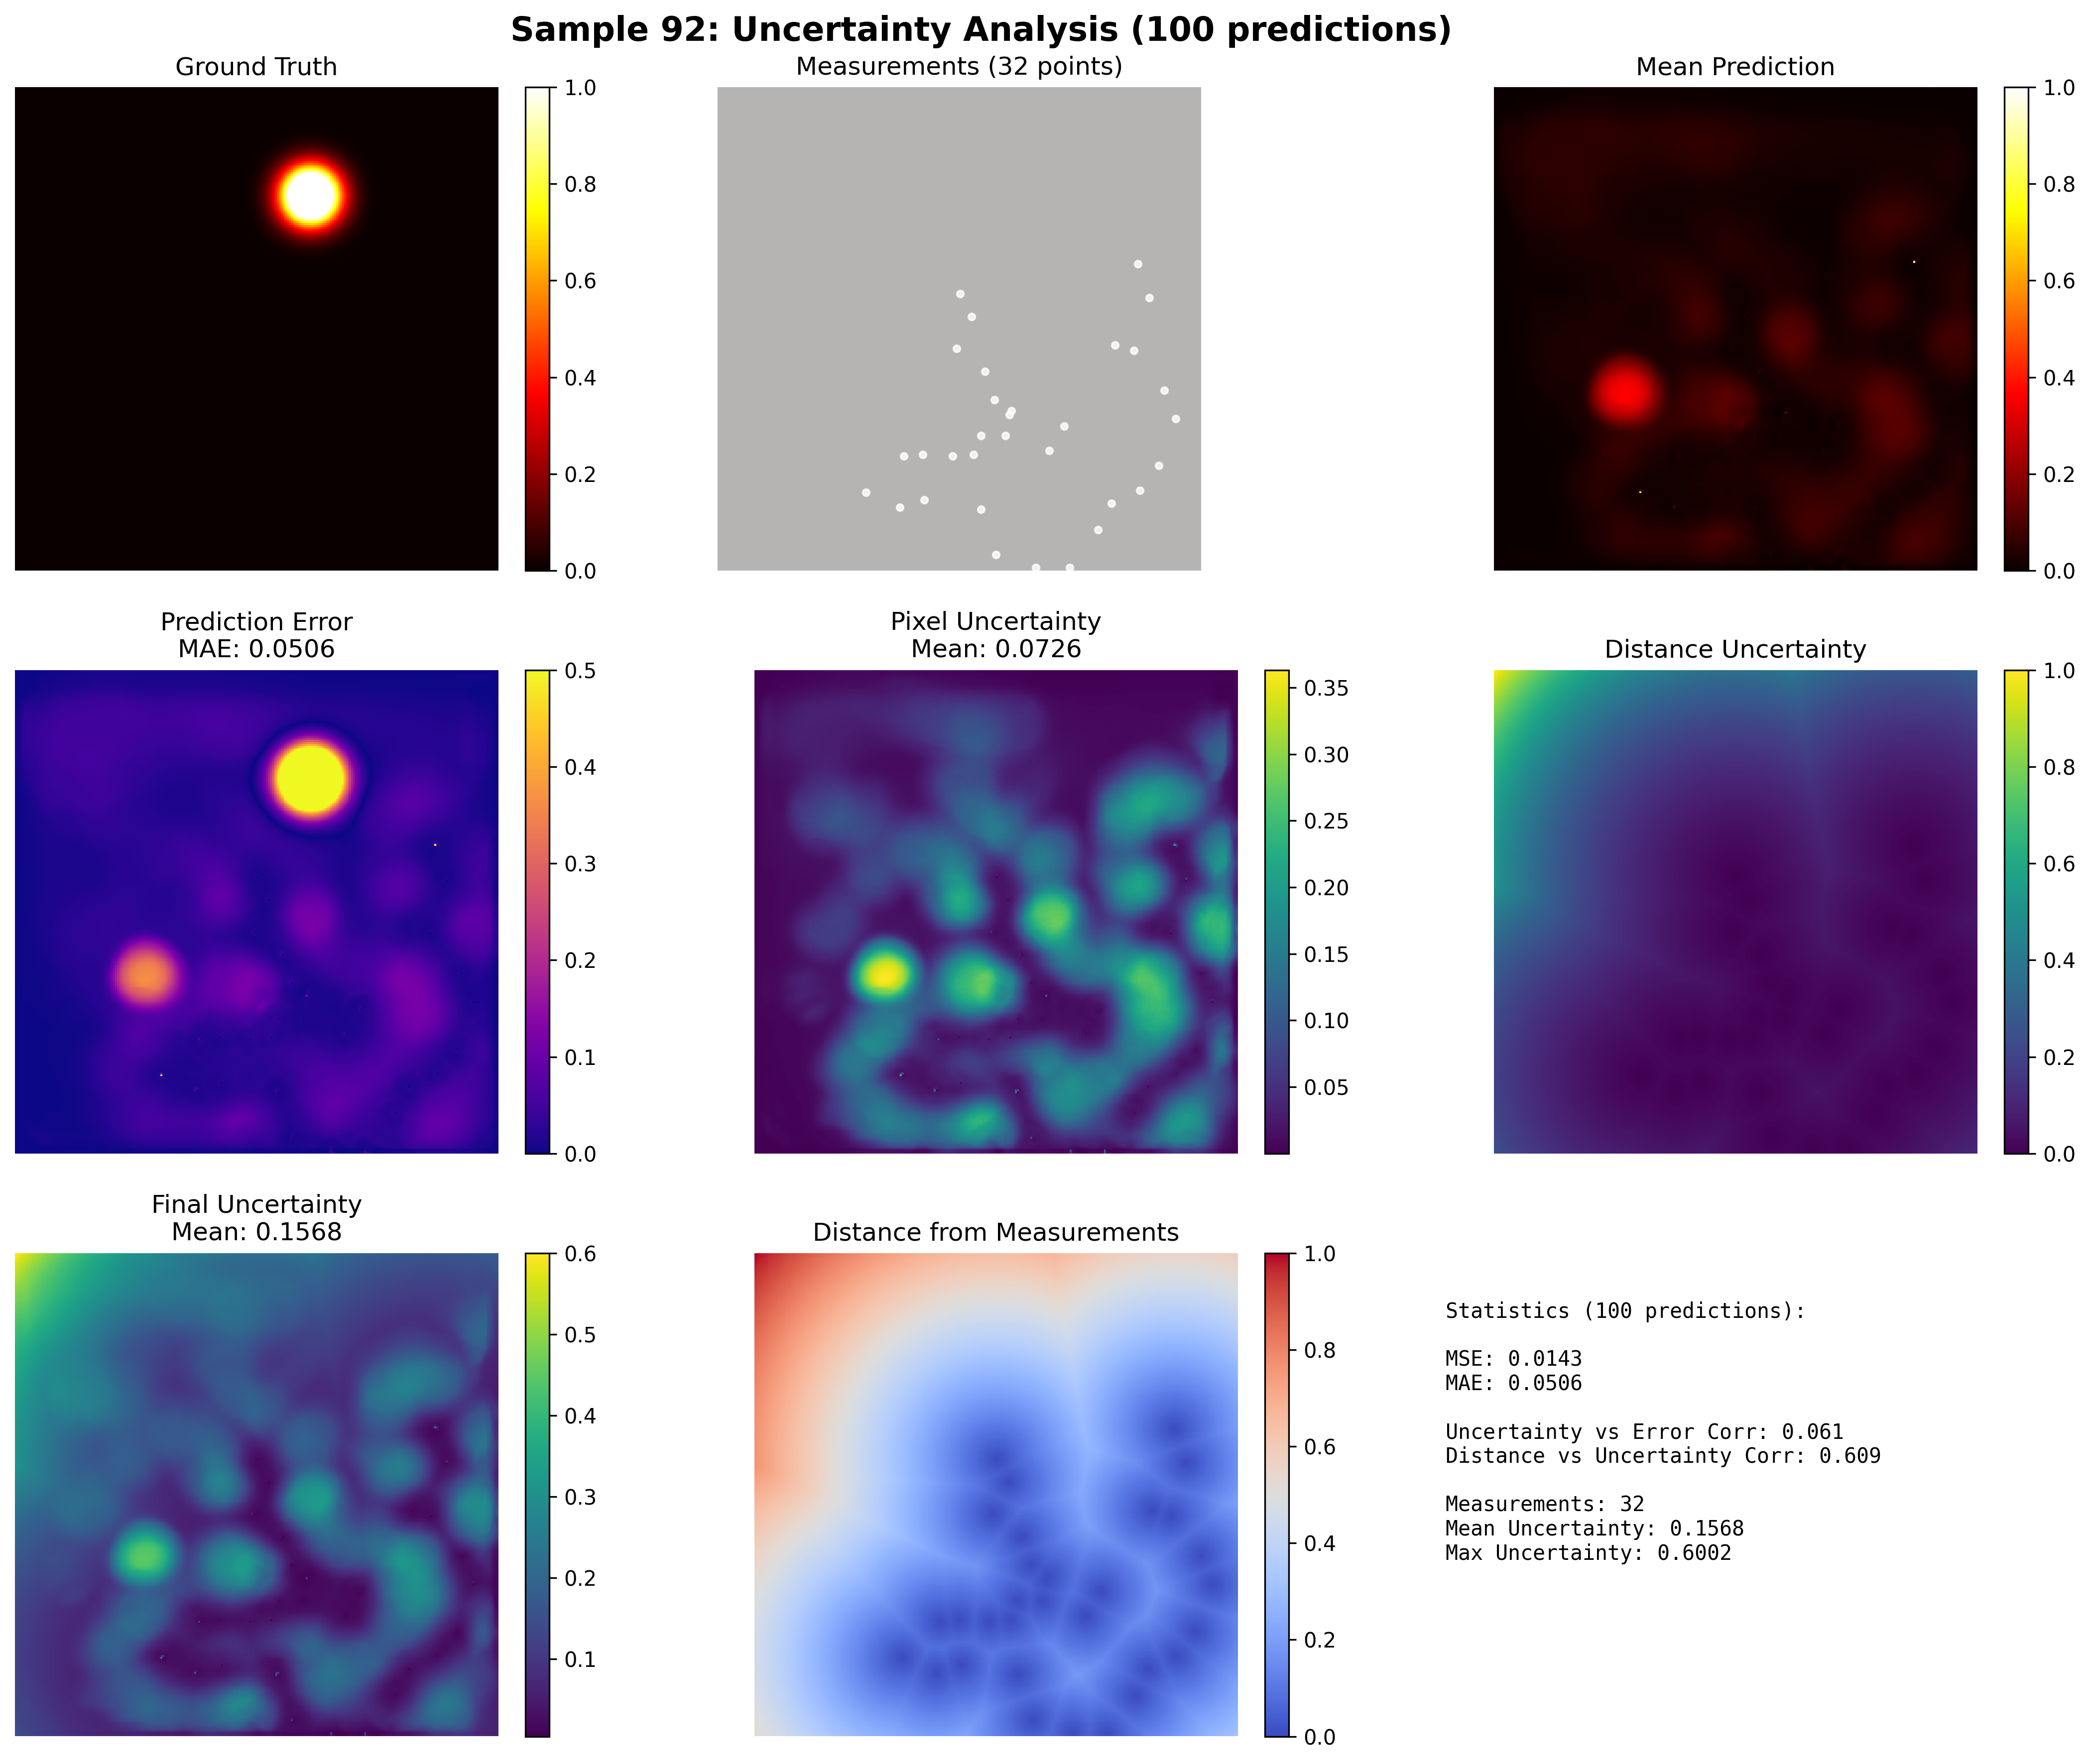 Sample 92: Uncertainty Analysis (100 predictions)
Ground Truth
1.0
0.8
0.6
0.4
0.2
0.0
Measurements (32 points)
Mean Prediction
1.0
0.8
0.6
0.4
0.2
0.0
Prediction Error
MAE: 0.0506
0.5
0.4
0.3
0.2
0.1
0.0
Pixel Uncertainty
Mean: 0.0726
0.35
0.30
0.25
0.20
0.15
0.10
0.05
Distance Uncertainty
1.0
0.8
0.6
0.4
0.2
0.0
Final Uncertainty
Mean: 0.1568
0.6
0.5
0.4
0.3
0.2
0.1
Distance from Measurements
1.0
0.8
0.6
0.4
0.2
0.0
Statistics (100 predictions):
MSE: 0.0143
MAE: 0.0506
Uncertainty vs Error Corr: 0.061
Distance vs Uncertainty Corr: 0.609
Measurements: 32
Mean Uncertainty: 0.1568
Max Uncertainty: 0.6002